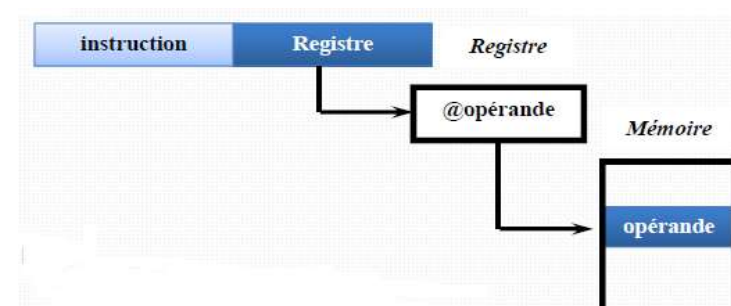 instruction Registre Registre
@opérande
Mémoire
opérande